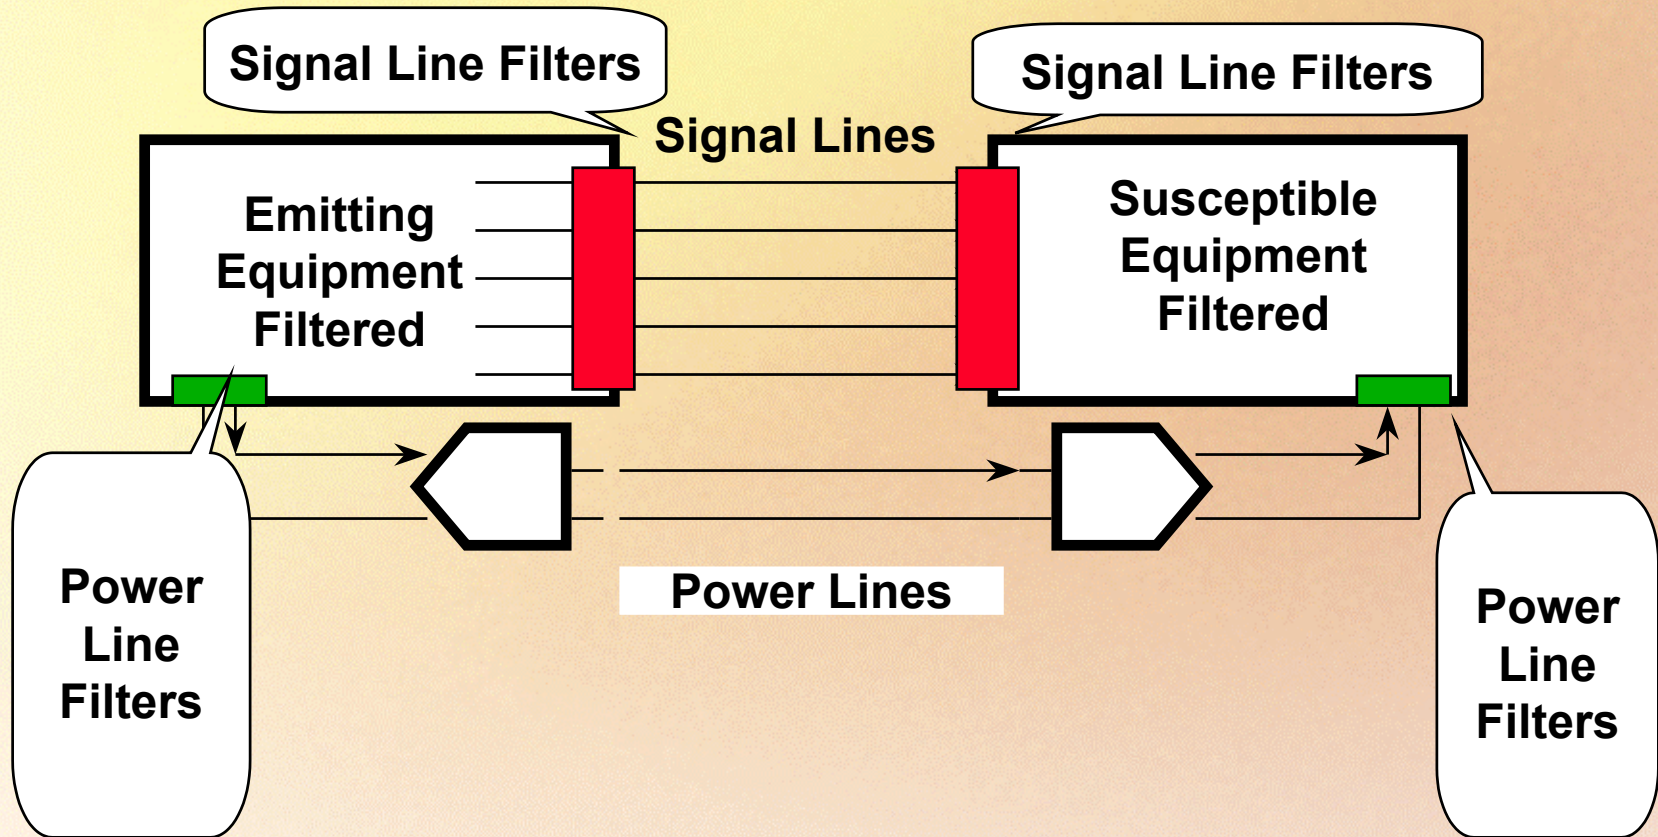 Signal Line Filters
Signal Line Filters
Signal Lines
Emitting
Equipment
Filtered
Susceptible
Equipment
Filtered
Power Lines
Power
Line
Filters
Power
Line
Filters